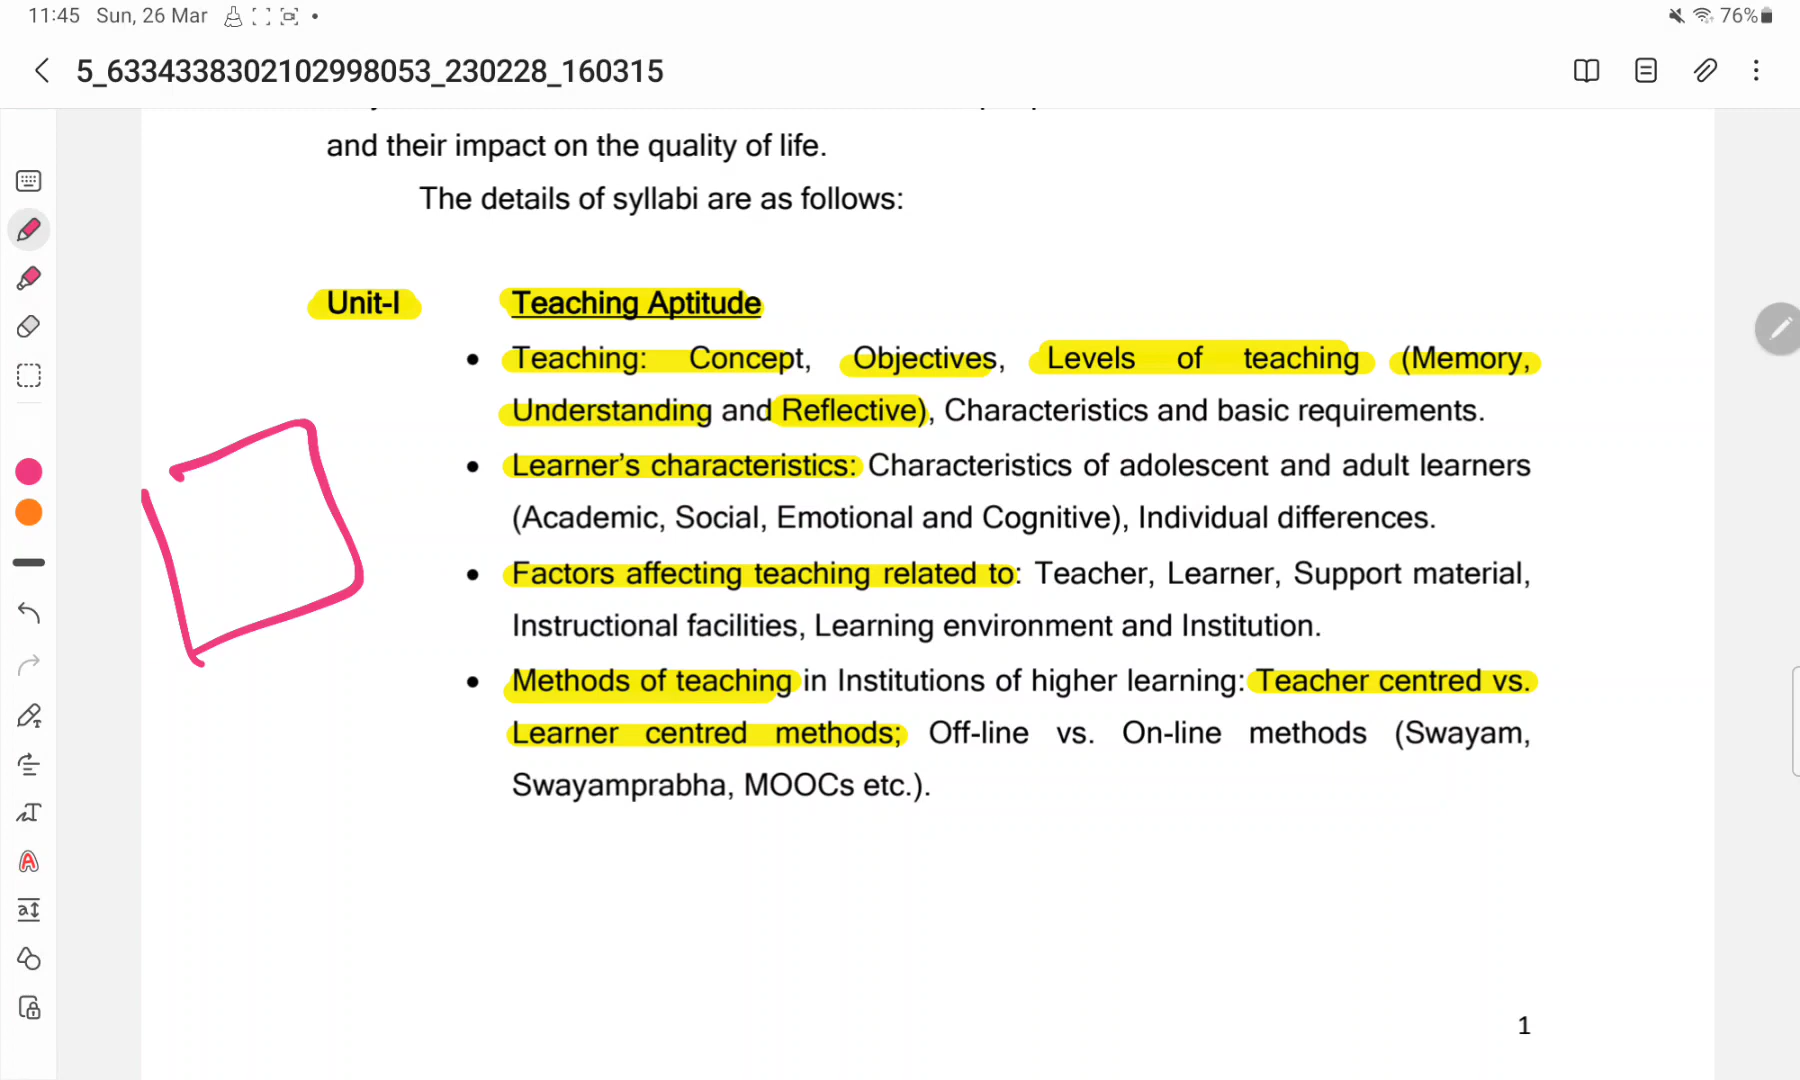 11:45 Sun, 26 Mar
76%
5_6334338302102998053_230228_160315
and their impact on the quality of life.
The details of syllabi are as follows:
Unit-I Teaching Aptitude
• Teaching: Concept, Objectives, Levels of teaching (Memory,
Understanding and Reflective), Characteristics and basic requirements.
• Learner’s characteristics: Characteristics of adolescent and adult learners
(Academic, Social, Emotional and Cognitive), Individual differences.
• Factors affecting teaching related to: Teacher, Learner, Support material,
Instructional facilities, Learning environment and Institution.
• Methods of teaching in Institutions of higher learning: Teacher centred vs.
Learner centred methods; Off-line vs. On-line methods (Swayam,
Swayamprabha, MOOCs etc.).
1